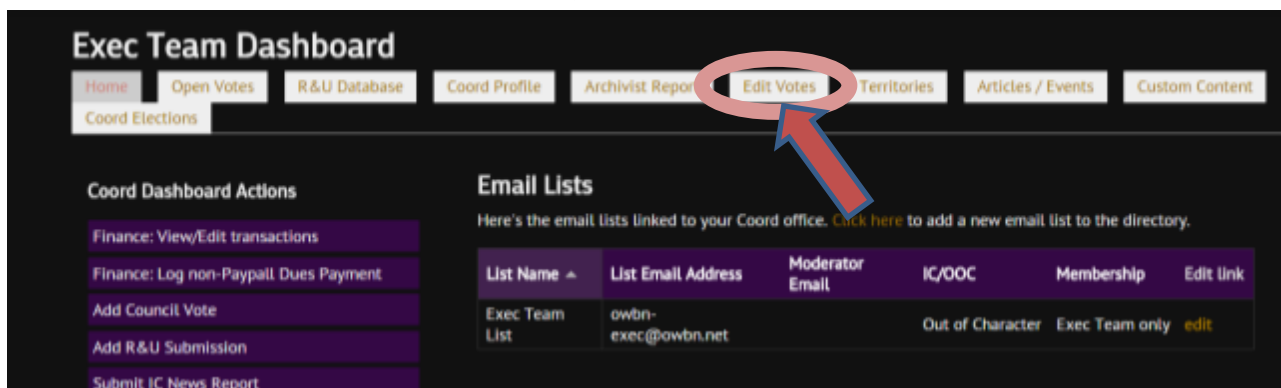 Exec Team Dashboard
Home Open Votes R&U Database Coord Profile Archivist Report Edit Votes Territories Articles / Events Custom Content
Coord Elections
Coord Dashboard Actions
Finance: View/Edit transactions
Finance: Log non-Paypall Dues Payment
Add Council Vote
Add R&U Submission
Submit IC News Report
Email Lists
Here's the email lists linked to your Coord office. Click here to add a new email list to the directory.
List Name List Email Address Moderator Email IC/OOC Membership Edit link
Exec Team List owbn-exec@owbn.net Out of Character Exec Team only edit